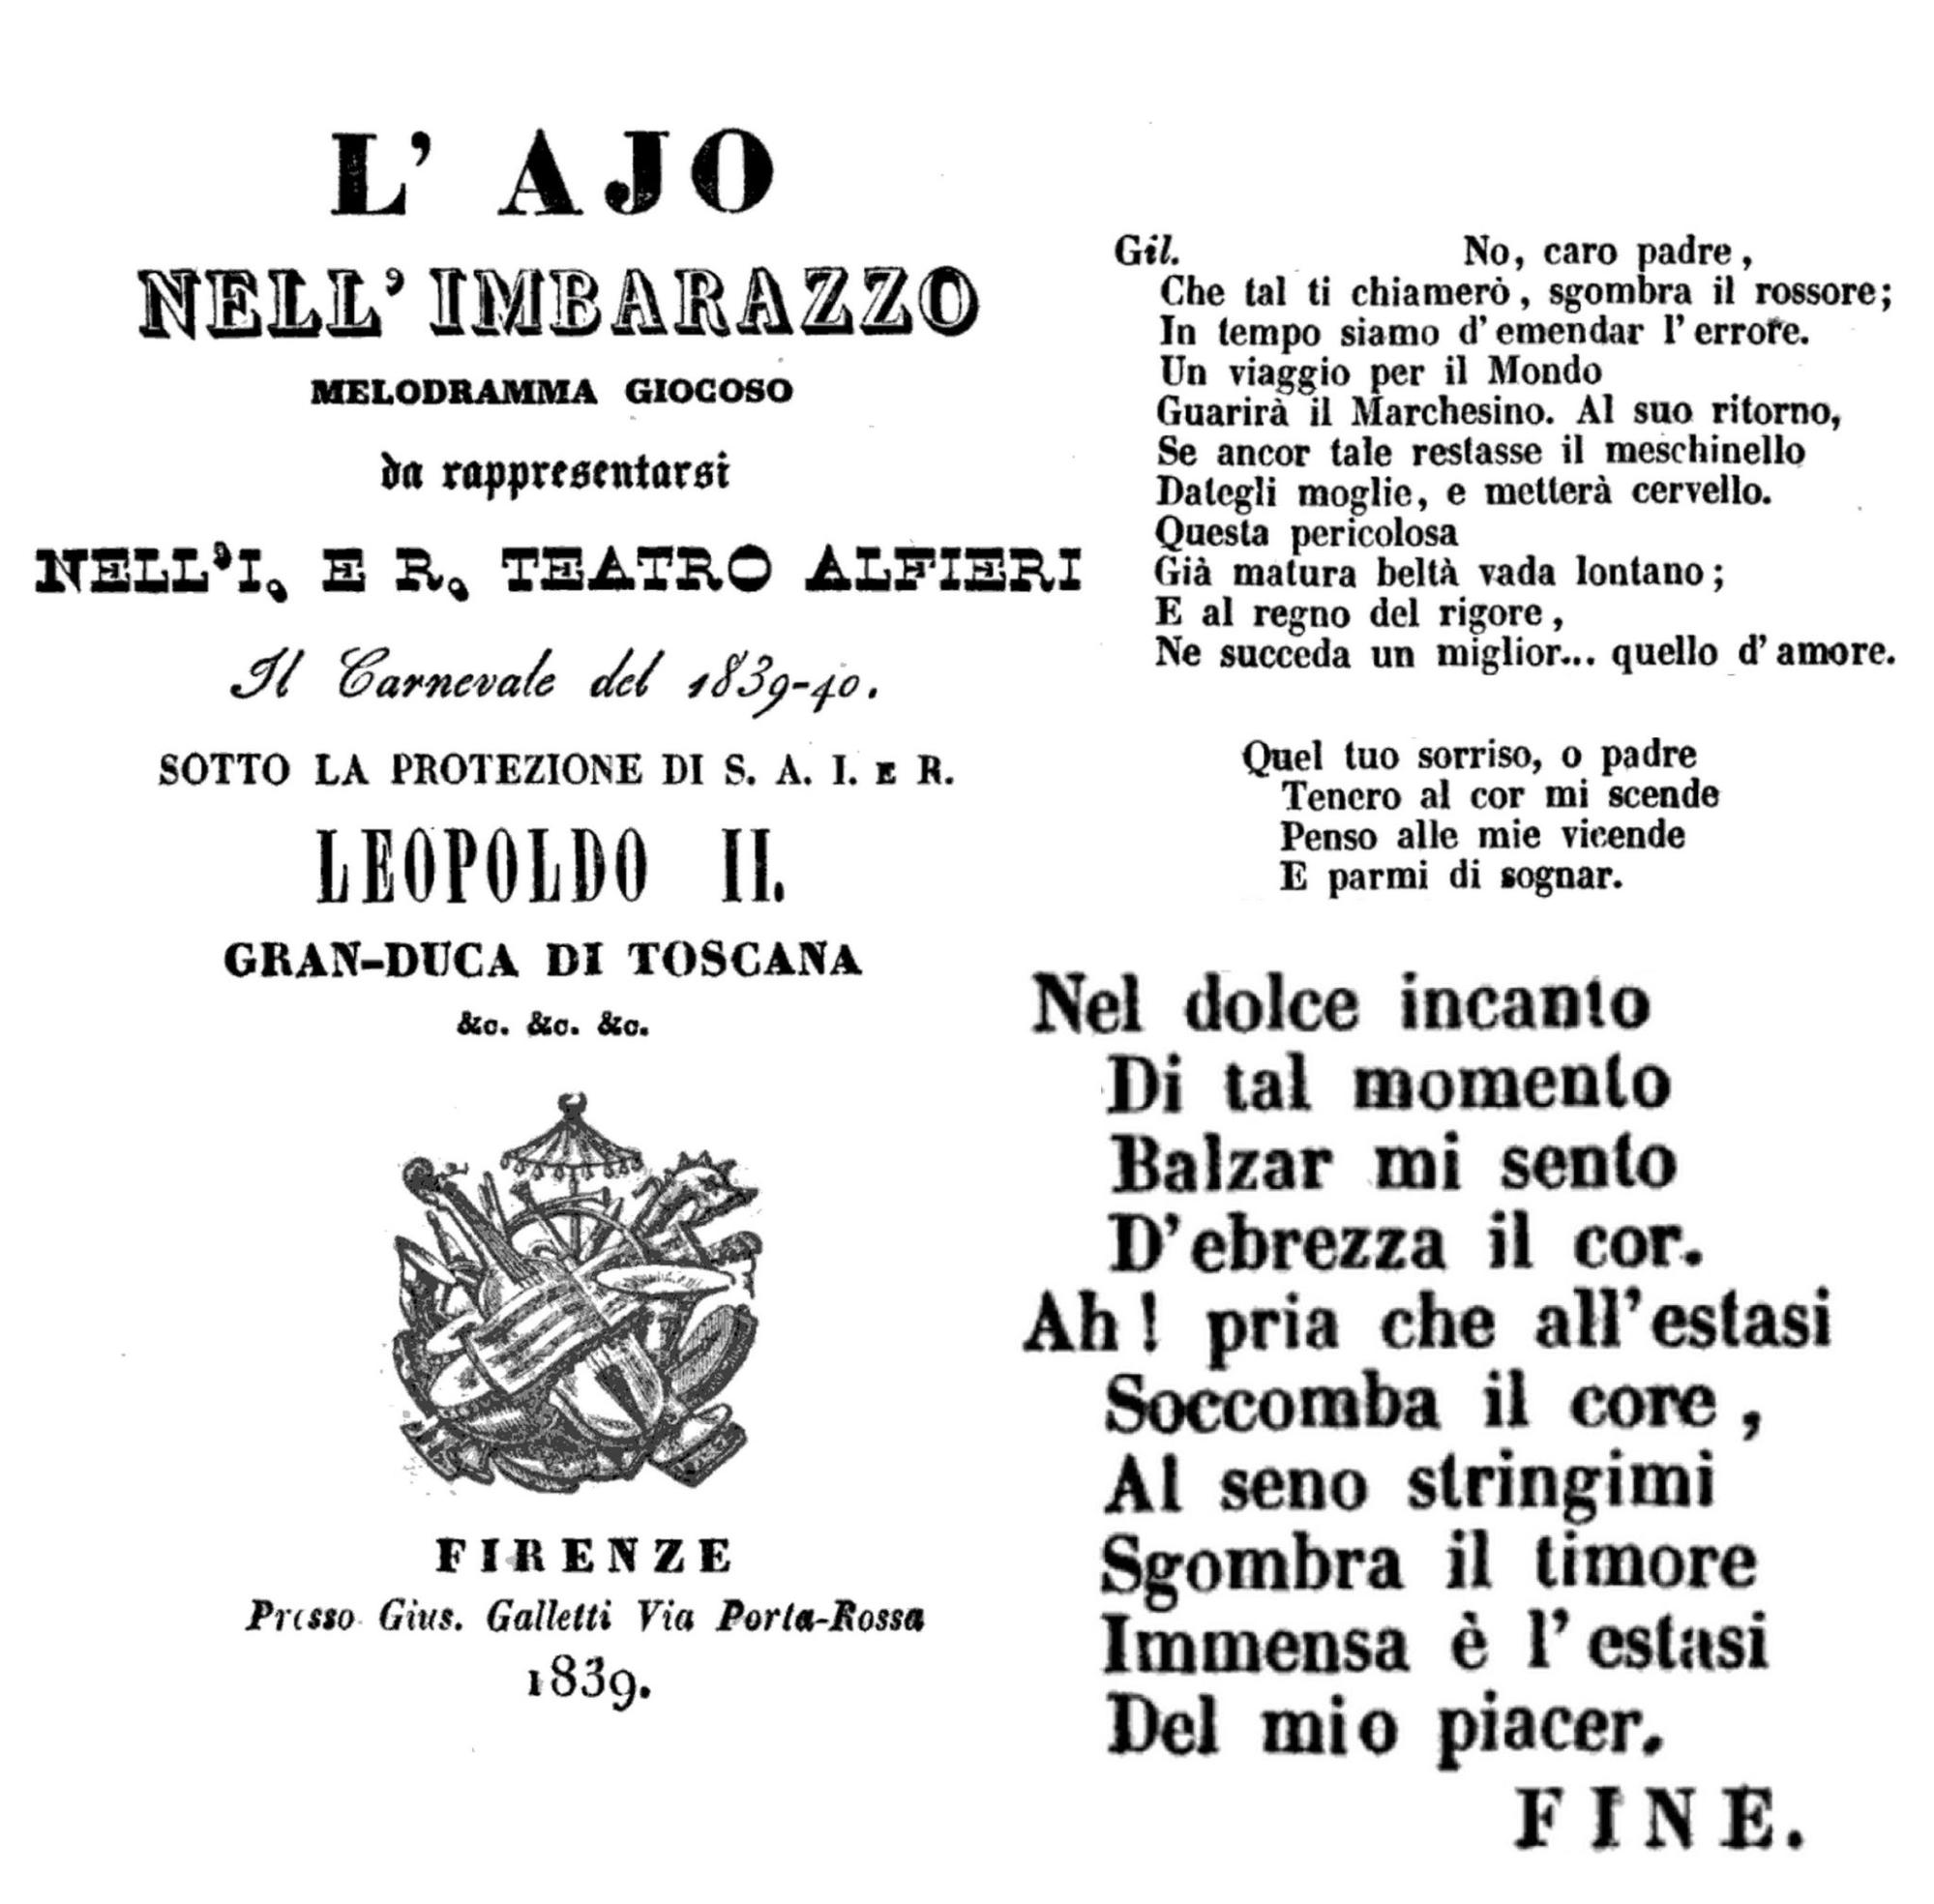 L' AJO
NELL' IMBARAZZO
MELODRAMMA GIOCOSO
da rappresentarsi
NELL'I. E R. TEATRO ALFIERI
Il Carnevale del 1839-40.
SOTTO LA PROTEZIONE DI S. A. I. E R.
LEOPOLDO II.
GRAN-DUCA DI TOSCANA
&c. &c. &c.
FIRENZE
Presso Gius. Galletti Via Porta-Rossa
1839.
Gil. No, caro padre,
Che tal ti chiamerò, sgombra il rossore;
In tempo siamo d'emendar l'errore.
Un viaggio per il Mondo
Guarirà il Marchesino. Al suo ritorno,
Se ancor tale restasse il meschinello
Dategli moglie, e metterà cervello.
Questa pericolosa
Già matura beltà vada lontano;
E al regno del rigore,
Ne succeda un miglior... quello d'amore.
Quel tuo sorriso, o padre
Tenero al cor mi scende
Penso alle mie vicende
E parmi di sognar.
Nel dolce incanto
Di tal momento
Balzar mi sento
D'ebrezza il cor.
Ah! pria che all'estasi
Soccomba il core,
Al seno stringimi
Sgombra il timore
Immensa è l'estasi
Del mio piacer.
FINE.